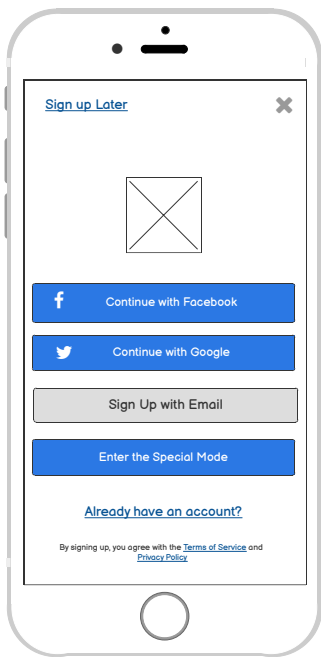 Sign up Later
Continue with Facebook
Continue with Google
Sign Up with Email
Enter the Special Mode
Already have an account?
By signing up, you agree with the Terms of Service and
Privacy Policy